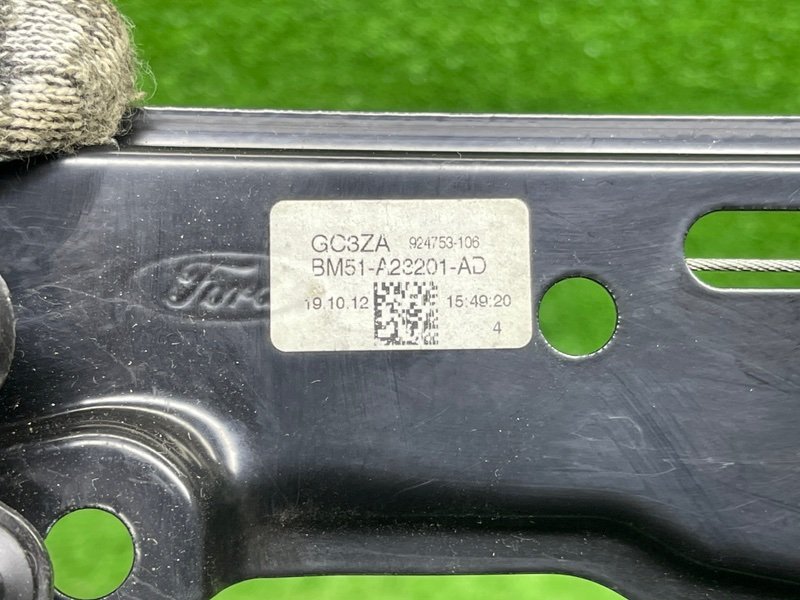 GC3ZA 924753-106
BM51-A23201-AD
19.10.12 15:49:20
4
Ford